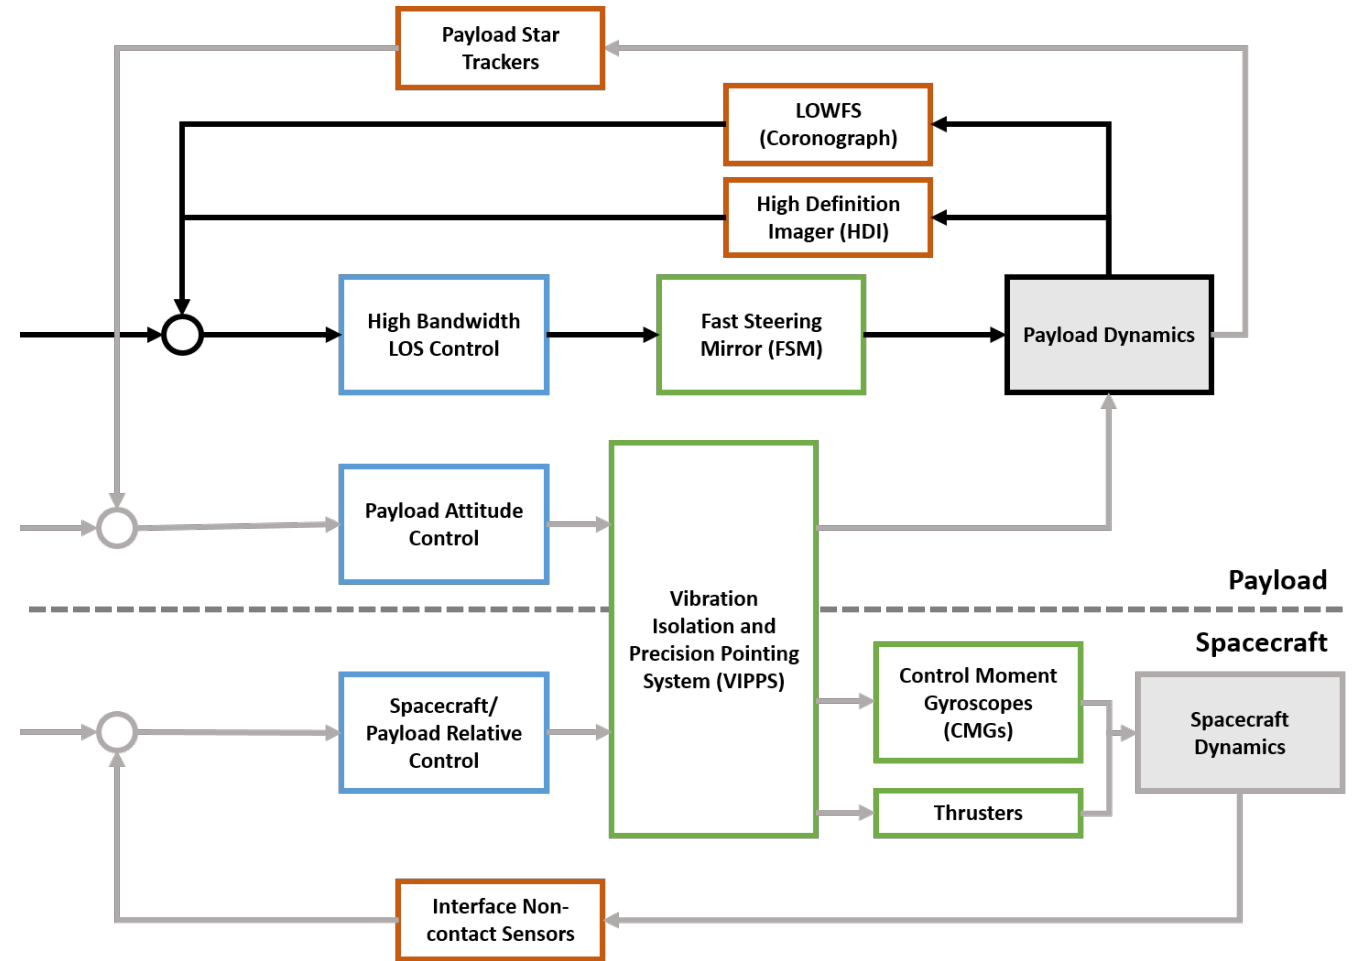 Payload Star
Trackers
LOWFS
(Coronograph)
High Definition
Imager (HDI)
High Bandwidth
LOS Control
Fast Steering
Mirror (FSM)
Payload Dynamics
Payload Attitude
Control
Vibration
Isolation and
Precision Pointing
System (VIPPS)
Payload
Spacecraft
Spacecraft/
Payload Relative
Control
Control Moment
Gyroscopes
(CMGs)
Spacecraft
Dynamics
Thrusters
Interface Non-
contact Sensors